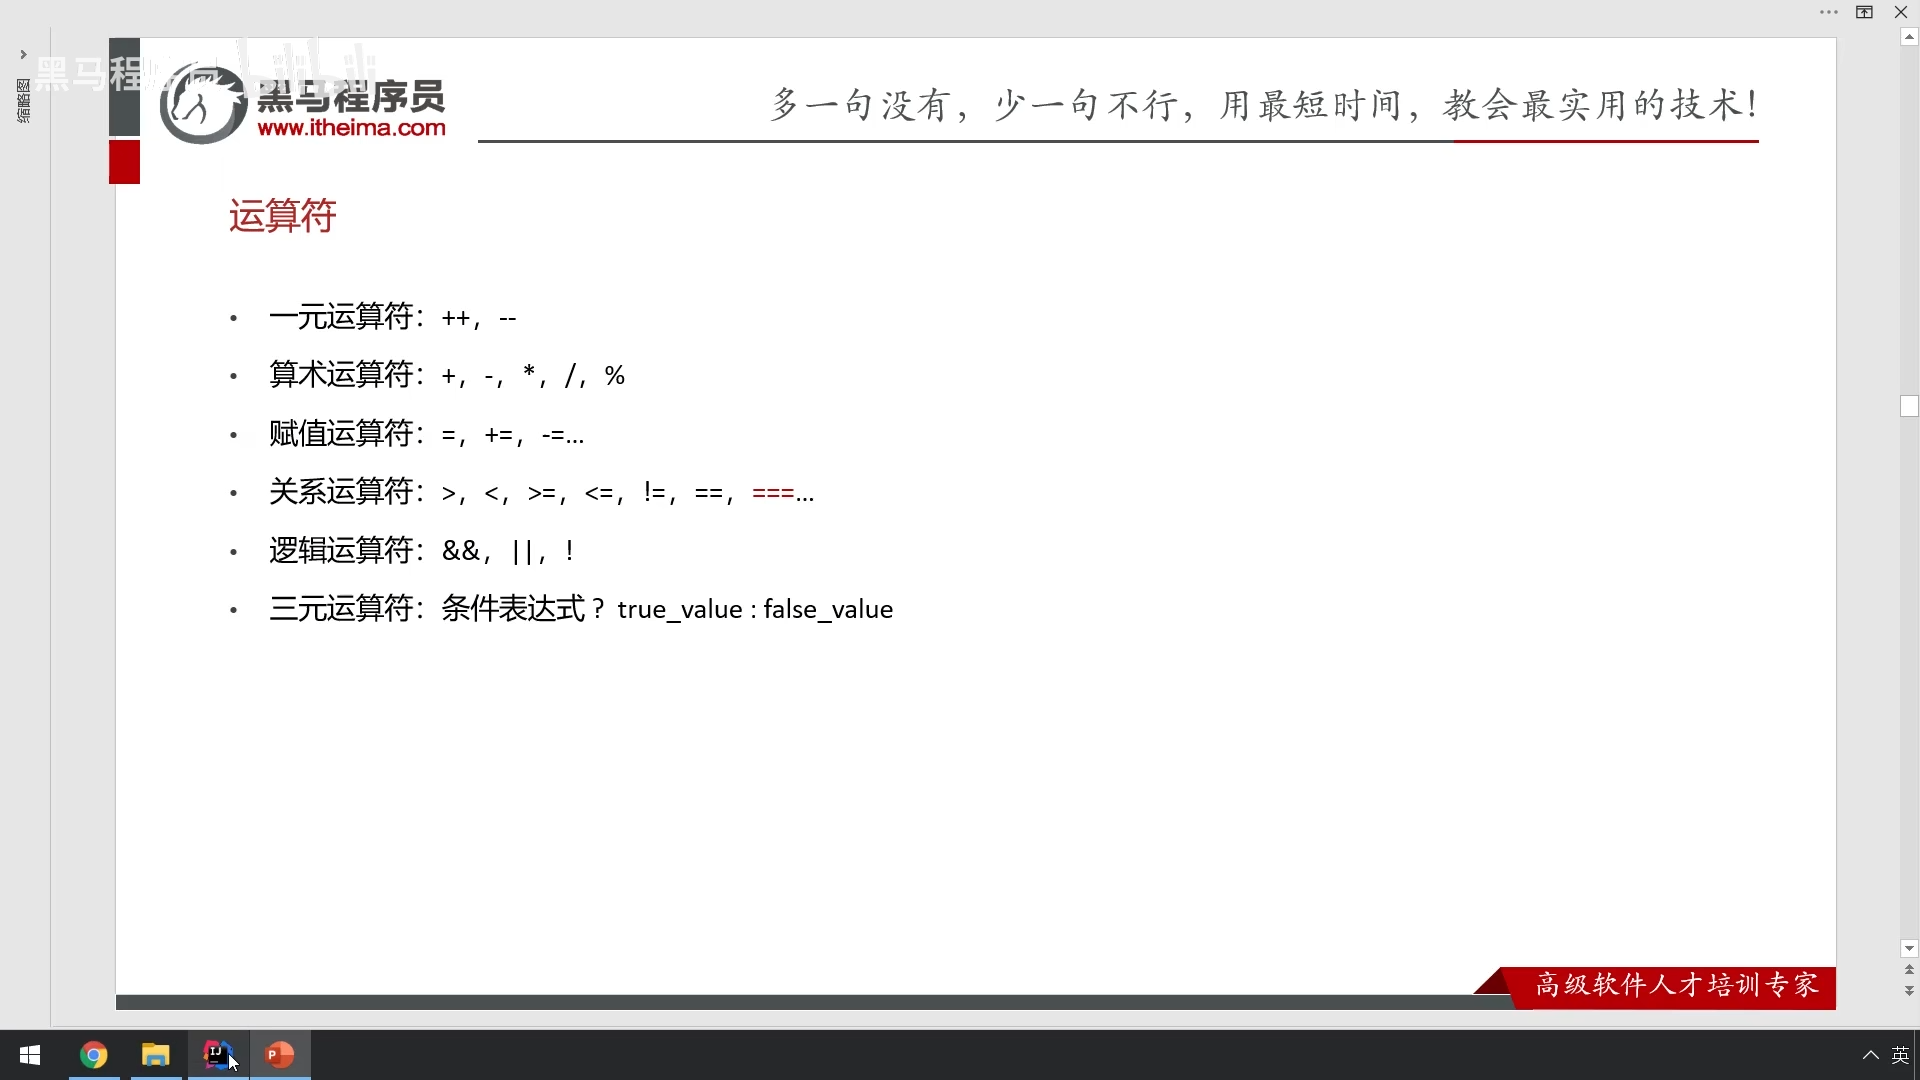 缩略图
黑马程序员 bilibili
黑马程序员
www.itheima.com
多一句没有，少一句不行，用最短时间，教会最实用的技术！
运算符
• 一元运算符：++，--
• 算术运算符：+，-，*，/，%
• 赋值运算符：=，+=，-=...
• 关系运算符：>，<，>=，<=，!=，==，===...
• 逻辑运算符：&&，||，!
• 三元运算符：条件表达式 ? true_value : false_value
高级软件人才培训专家
IJ
P
英